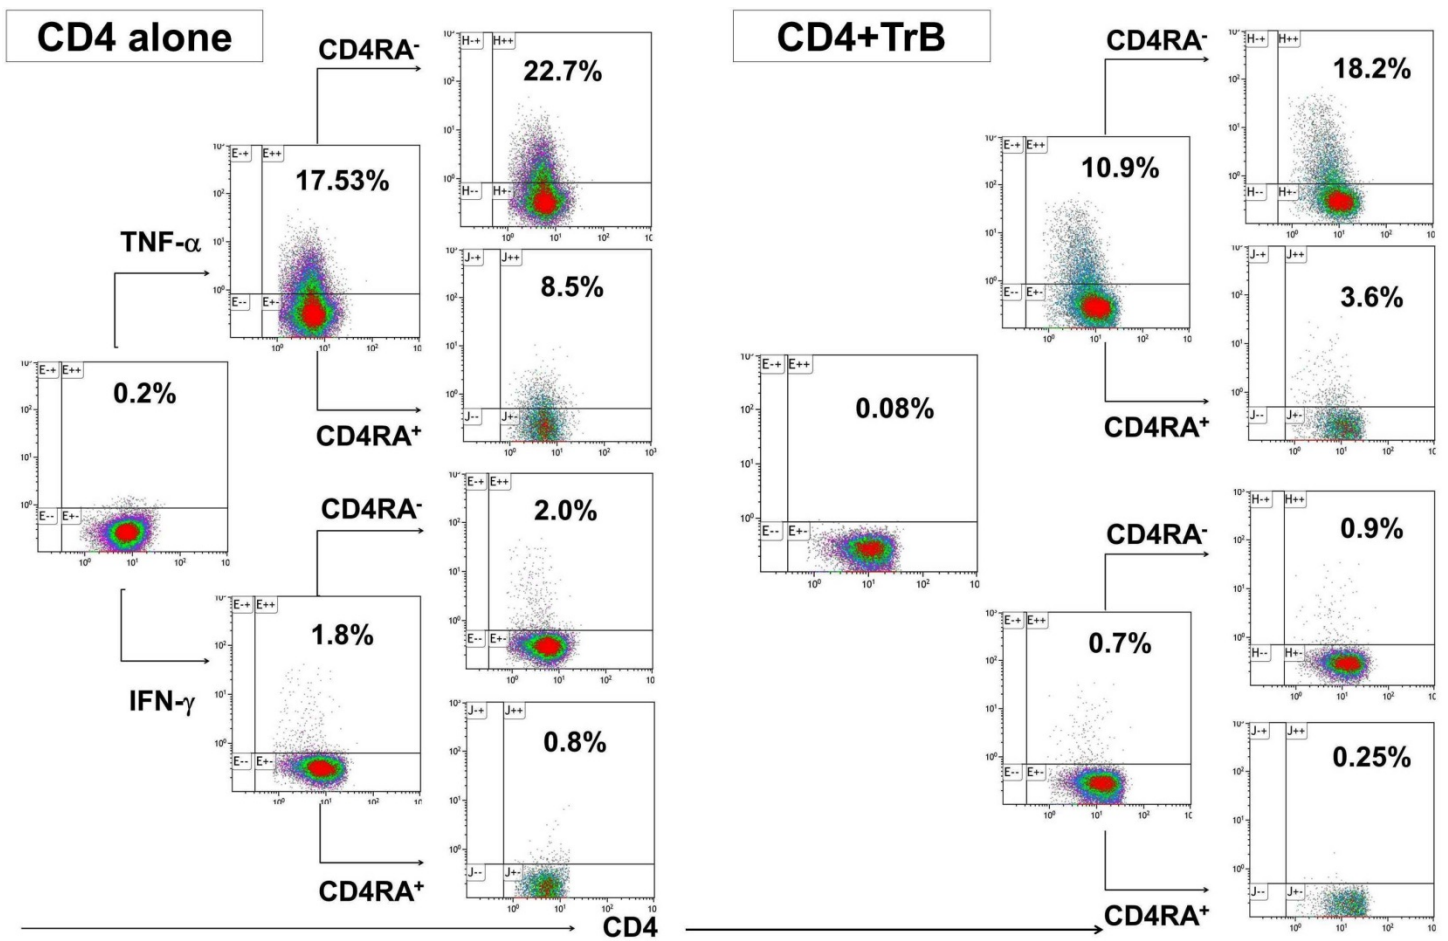 CD4 alone
CD4+TrB
CD4RA-
H-+ H++
22.7%
H-- H+-
CD4RA-
H-+ H++
18.2%
H-- H+-
TNF-α
E-+ E++
17.53%
E-- E+-
E-+ E++
10.9%
E-- E+-
J-+ J++
8.5%
J-- J+-
CD4RA+
J-+ J++
3.6%
J-- J+-
CD4RA+
E-+ E++
0.2%
E-- E+-
E-+ E++
0.08%
E-- E+-
CD4RA-
E-+ E++
2.0%
E-- E+-
CD4RA-
H-+ H++
0.9%
H-- H+-
IFN-γ
E-+ E++
1.8%
E-- E+-
E-+ E++
0.7%
E-- E+-
J-+ J++
0.8%
J-- J+-
CD4RA+
J-+ J++
0.25%
J-- J+-
CD4RA+
CD4